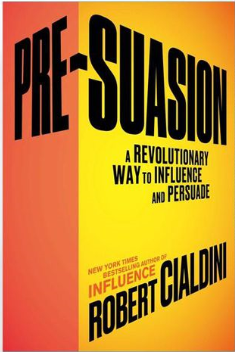 PRE-SUASION
A REVOLUTIONARY
WAY TO INFLUENCE
AND PERSUADE
NEW YORK TIMES
BESTSELLING AUTHOR OF
INFLUENCE
ROBERT CIALDINI